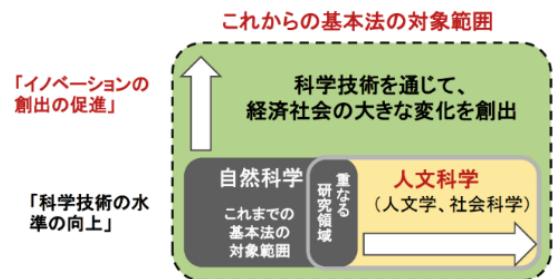 これからの基本法の対象範囲
「イノベーションの
創出の促進」
科学技術を通じて、
経済社会の大きな変化を創出
「科学技術の水
準の向上」
自然科学
これまでの
基本法の
対象範囲
重なる
研究領域
人文科学
（人文学、社会科学）